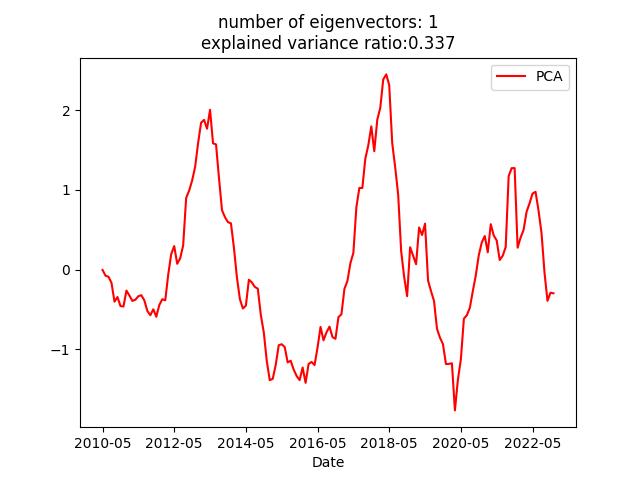 number of eigenvectors: 1
explained variance ratio:0.337
PCA
2
1
0
−1
2010-05 2012-05 2014-05 2016-05 2018-05 2020-05 2022-05
Date